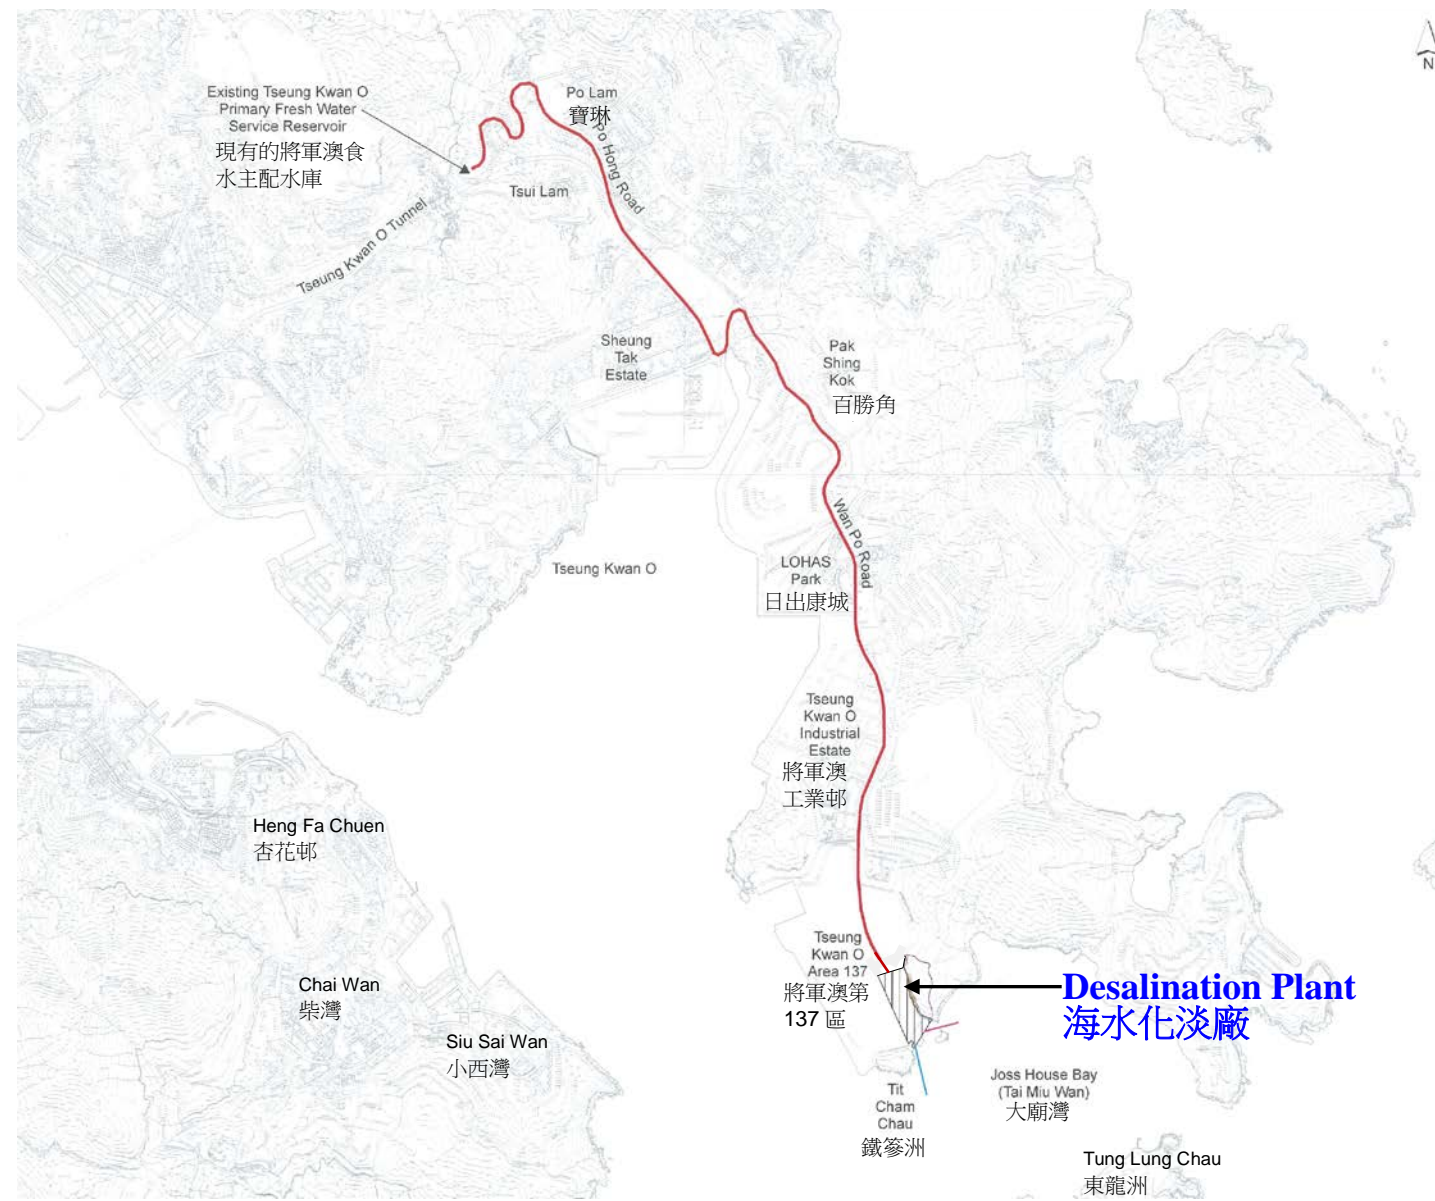 N
Existing Tseung Kwan O
Primary Fresh Water
Service Reservoir
現有的將軍澳食
水主配水庫
Po Lam
寶琳
Po Hong Road
Tsui Lam
Tseung Kwan O Tunnel
Sheung
Tak
Estate
Pak
Shing
Kok
百勝角
Wan Po Road
Tseung Kwan O
LOHAS
Park
日出康城
Tseung
Kwan O
Industrial
Estate
將軍澳
工業邨
Heng Fa Chuen
杏花邨
Tseung
Kwan O
Area 137
將軍澳第
137 區
Desalination Plant
海水化淡廠
Chai Wan
柴灣
Siu Sai Wan
小西灣
Tit
Cham
Chau
鐵篸洲
Joss House Bay
(Tai Miu Wan)
大廟灣
Tung Lung Chau
東龍洲